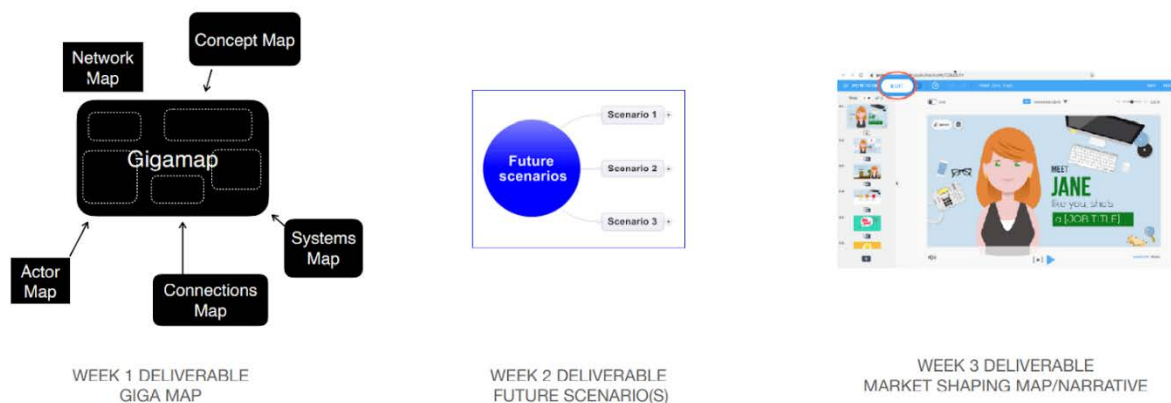 Concept Map
Network
Map
Gigamap
Systems
Map
Actor
Map
Connections
Map
WEEK 1 DELIVERABLE
GIGA MAP
Future
scenarios
Scenario 1
Scenario 2
Scenario 3
WEEK 2 DELIVERABLE
FUTURE SCENARIO(S)
MEET
JANE
like you, she's
a [JOB TITLE]
WEEK 3 DELIVERABLE
MARKET SHAPING MAP/NARRATIVE